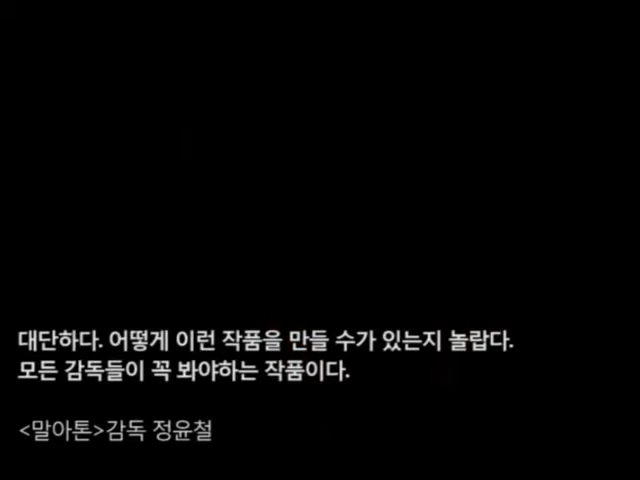 대단하다. 어떻게 이런 작품을 만들 수가 있는지 놀랍다.
모든 감독들이 꼭 봐야하는 작품이다.
<말아톤>감독 정윤철